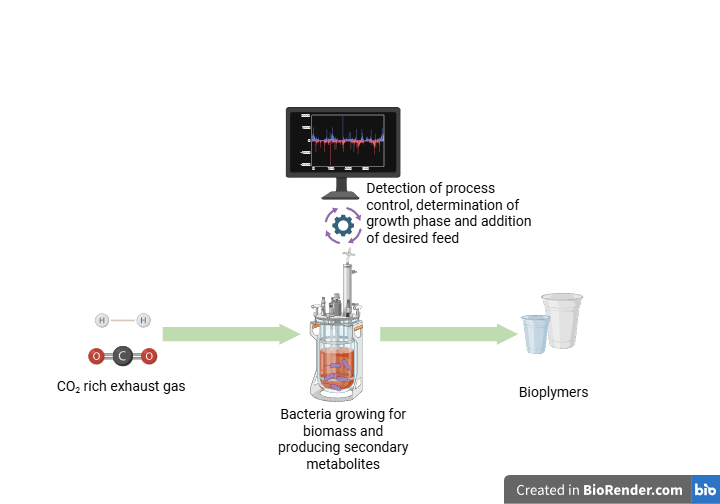 Detection of process
control, determination of
growth phase and addition
of desired feed
H H
O C O
CO₂ rich exhaust gas
Bacteria growing for
biomass and
producing secondary
metabolites
Bioplymers
Created in BioRender.com bio